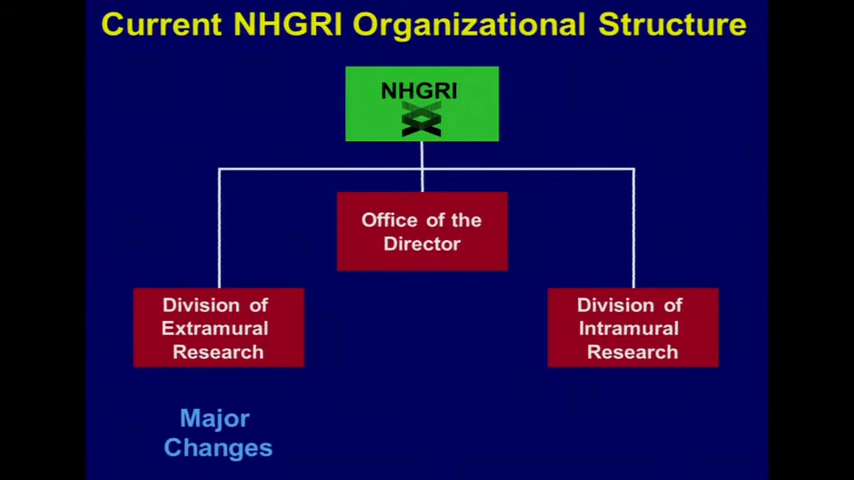 Current NHGRI Organizational Structure
NHGRI
Office of the
Director
Division of
Extramural
Research
Division of
Intramural
Research
Major
Changes